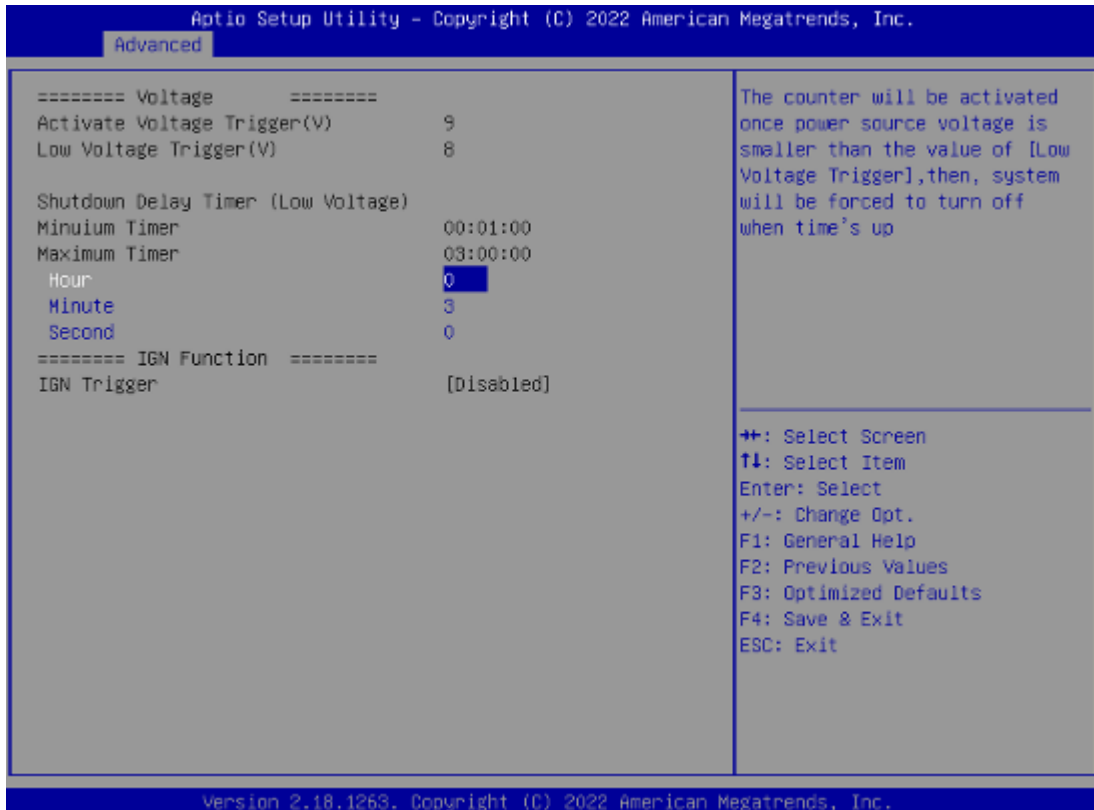 Aptio Setup Utility – Copyright (C) 2022 American Megatrends, Inc.
Advanced
======== Voltage ========
Activate Voltage Trigger(V) 9
Low Voltage Trigger(V) 8
Shutdown Delay Timer (Low Voltage)
Minuium Timer 00:01:00
Maximum Timer 03:00:00
Hour 0
Minute 3
Second 0
======== IGN Function ========
IGN Trigger [Disabled]
The counter will be activated
once power source voltage is
smaller than the value of [Low
Voltage Trigger],then, system
will be forced to turn off
when time's up
→←: Select Screen
↑↓: Select Item
Enter: Select
+/-: Change Opt.
F1: General Help
F2: Previous Values
F3: Optimized Defaults
F4: Save & Exit
ESC: Exit
Version 2.18.1263. Copyright (C) 2022 American Megatrends, Inc.